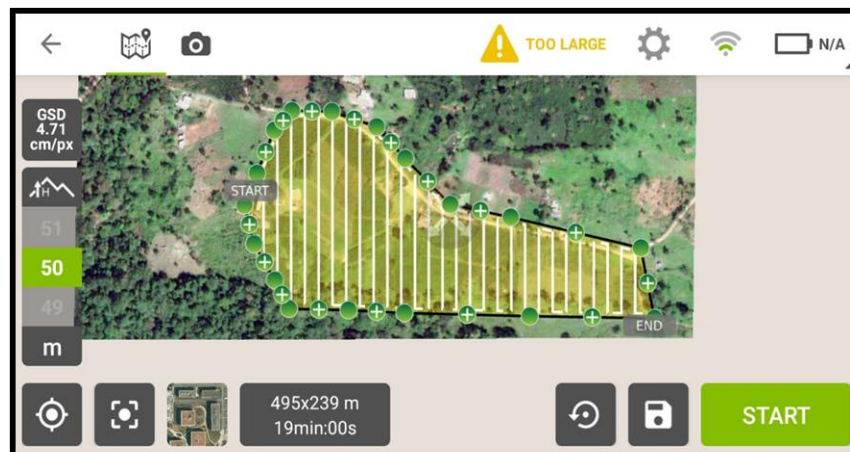 TOO LARGE
N/A
GSD
4.71
cm/px
H
51
50
49
m
START
END
495x239 m
19min:00s
START